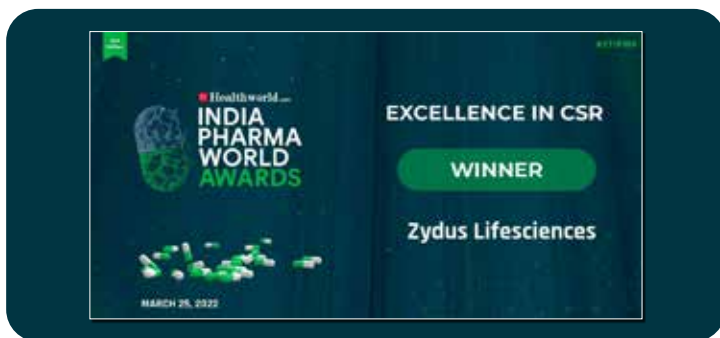 Healthworld.com
INDIA
PHARMA
WORLD
AWARDS
MARCH 25, 2022
EXCELLENCE IN CSR
WINNER
Zydus Lifesciences